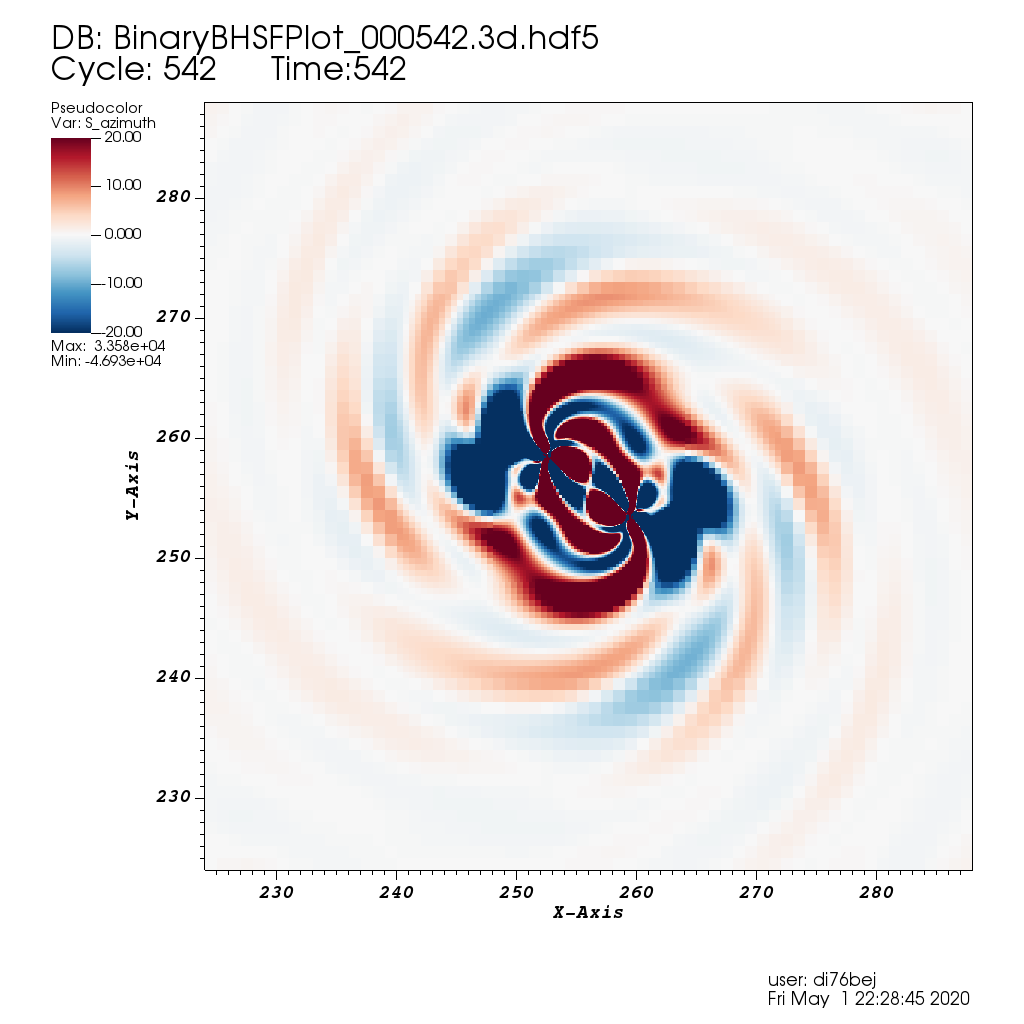 DB: BinaryBHSFPlot_000542.3d.hdf5
Cycle: 542 Time:542
Pseudocolor
Var: S_azimuth
20.00
10.00
0.000
-10.00
-20.00
Max: 3.358e+04
Min: -4.693e+04
280
270
260
250
240
230
Y-Axis
230 240 250 260 270 280
X-Axis
user: di76bej
Fri May 1 22:28:45 2020